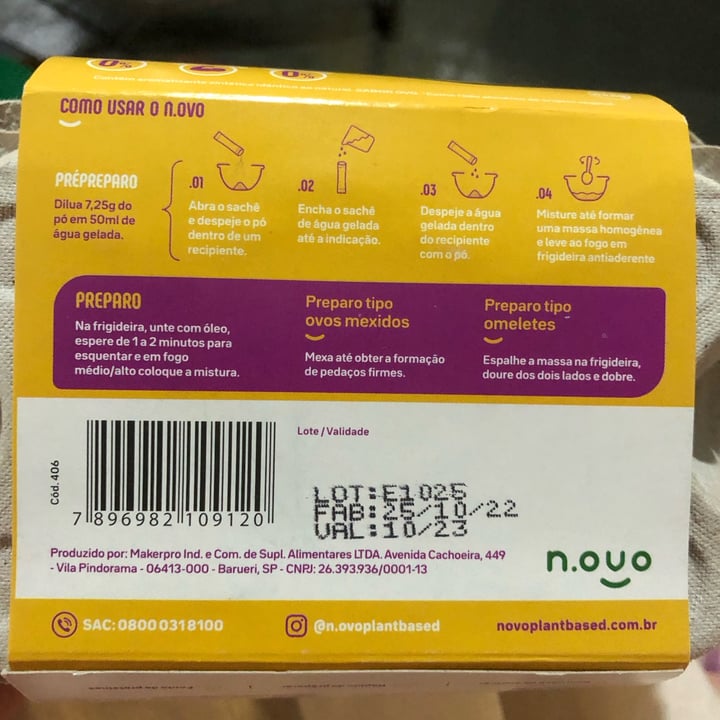 0% 0%
COMO USAR O N.OVO
PRÉPREPARO
Dilua 7,25g do
pó em 50ml de
água gelada.
.01
Abra o sachê
e despeje o pó
dentro de um
recipiente.
.02
Encha o sachê
de água gelada
até a indicação.
.03
Despeje a água
gelada dentro
do recipiente
com o pó.
.04
Misture até formar
uma massa homogênea
e leve ao fogo em
frigideira antiaderente
PREPARO
Na frigideira, unte com óleo,
espere de 1 a 2 minutos para
esquentar e em fogo
médio/alto coloque a mistura.
Preparo tipo
ovos mexidos
Mexa até obter a formação
de pedaços firmes.
Preparo tipo
omeletes
Espalhe a massa na frigideira,
doure dos dois lados e dobre.
Cód. 406
7 896982 109120
Lote / Validade
LOT:E1025
FAB:25/10/22
VAL:10/23
Produzido por: Makerpro Ind. e Com. de Supl. Alimentares LTDA. Avenida Cachoeira, 449
- Vila Pindorama - 06413-000 - Barueri, SP - CNPJ: 26.393.936/0001-13
n.ovo
SAC: 0800 031 8100
@n.ovoplantbased
novoplantbased.com.br